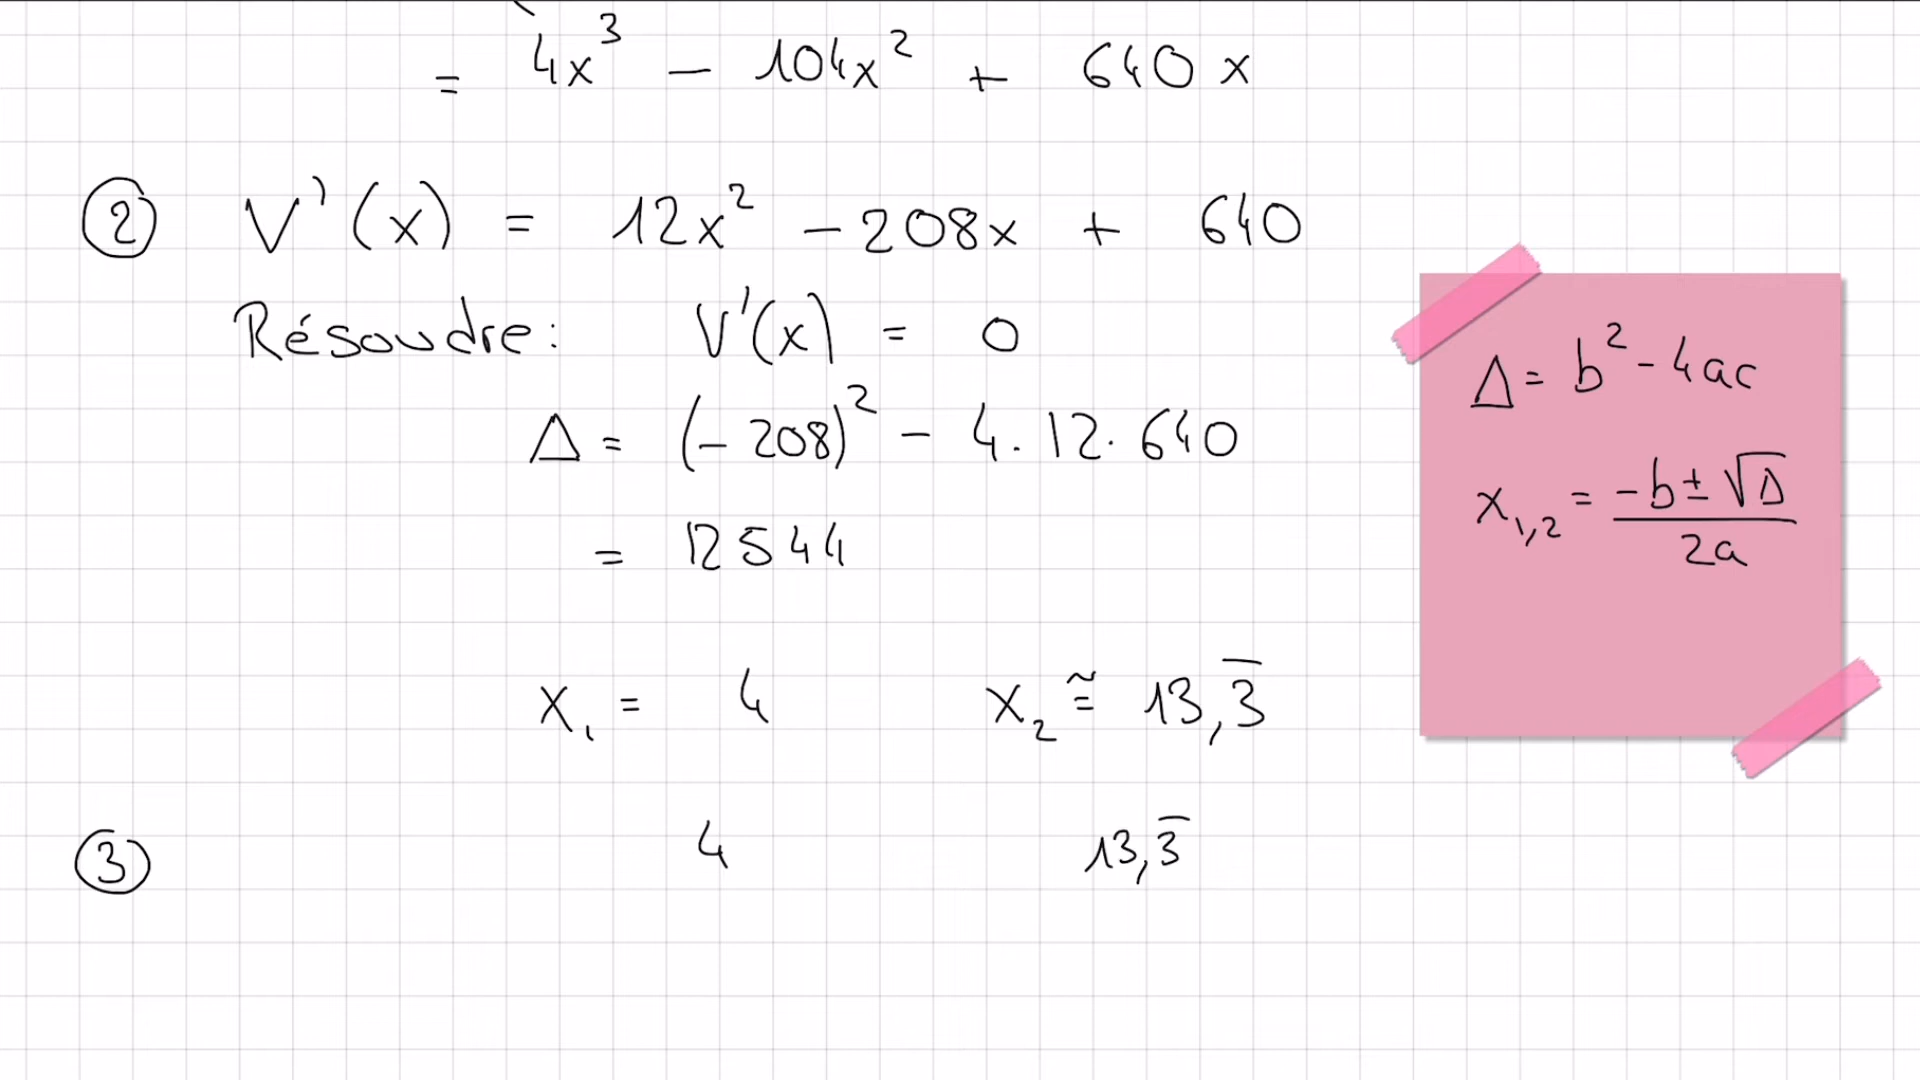 = 4x³ - 104x² + 640x
② V'(x) = 12x² - 208x + 640
Résoudre: V'(x) = 0
Δ = (-208)² - 4·12·640
= 12544
x₁ = 4 x₂ ≅ 13,3̅
③ 4 13,3̅
Δ = b² - 4ac
x₁,₂ = (-b ± √Δ) / 2a